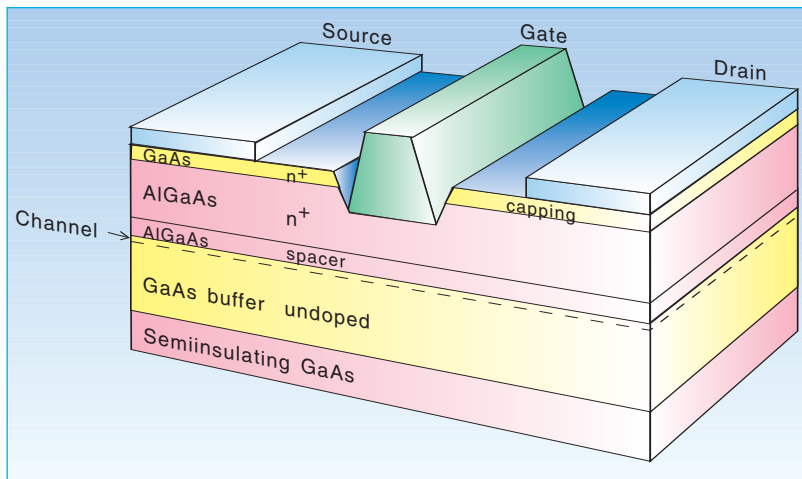 Source
Gate
Drain
GaAs n⁺
capping
AlGaAs n⁺
Channel
AlGaAs spacer
GaAs buffer undoped
Semiinsulating GaAs